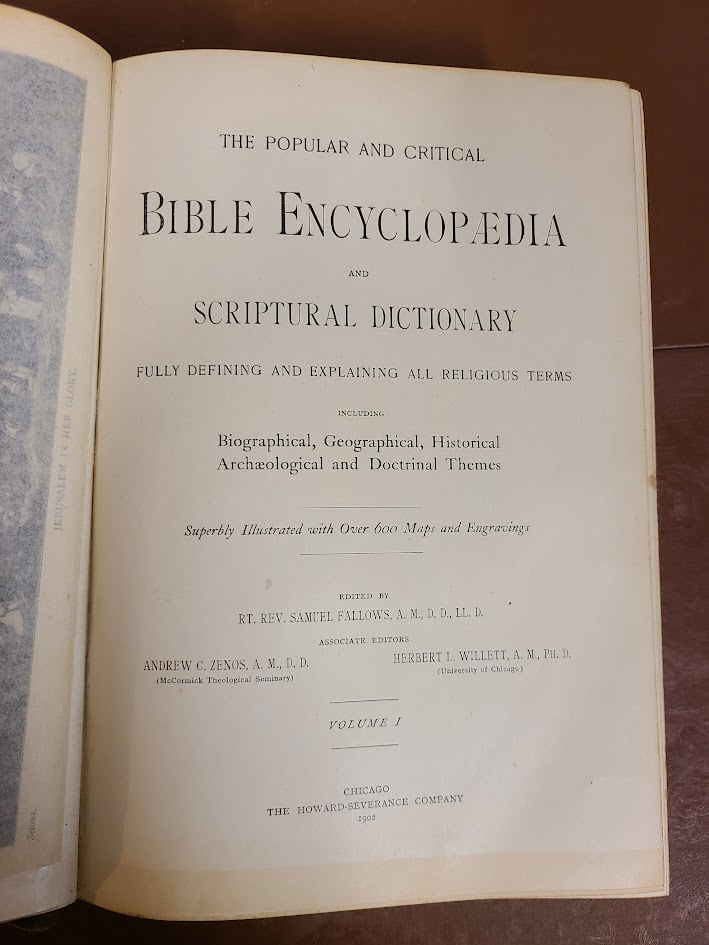 THE POPULAR AND CRITICAL
BIBLE ENCYCLOPÆDIA
AND
SCRIPTURAL DICTIONARY
FULLY DEFINING AND EXPLAINING ALL RELIGIOUS TERMS
INCLUDING
Biographical, Geographical, Historical
Archæological and Doctrinal Themes
Superbly Illustrated with Over 600 Maps and Engravings
EDITED BY
RT. REV. SAMUEL FALLOWS, A. M., D. D., LL. D.
ASSOCIATE EDITORS
ANDREW C. ZENOS, A. M., D. D.
(McCormick Theological Seminary)
HERBERT L. WILLETT, A. M., PH. D.
(University of Chicago)
VOLUME I
CHICAGO
THE HOWARD-SEVERANCE COMPANY
1902
JERUSALEM IN HER GLORY.